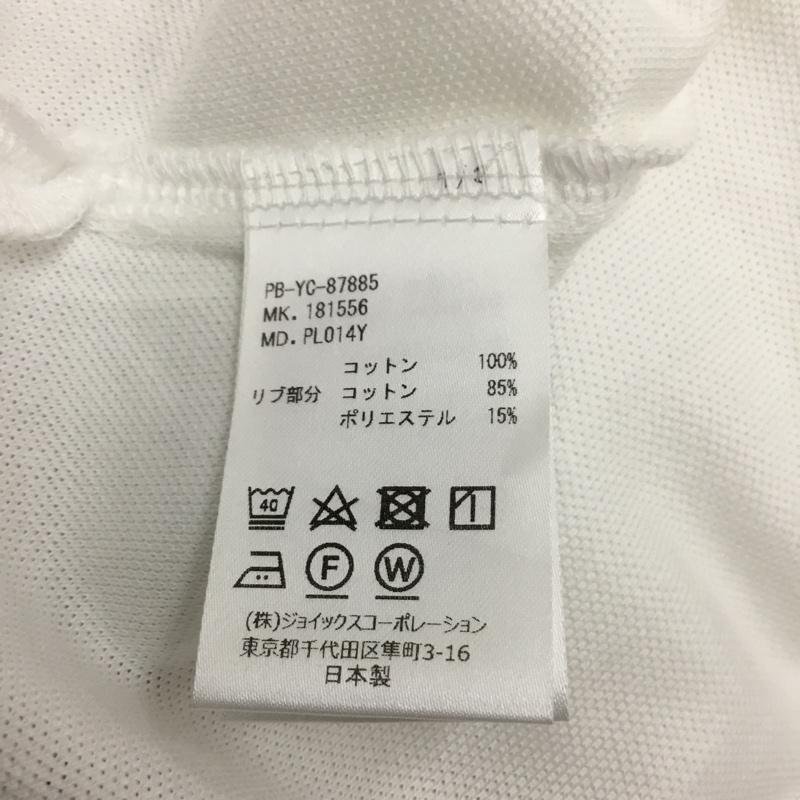 PB-YC-87885
MK. 181556
MD. PL014Y
コットン 100%
リブ部分 コットン 85%
ポリエステル 15%
40
F W
(株)ジョイックスコーポレーション
東京都千代田区隼町3-16
日本製